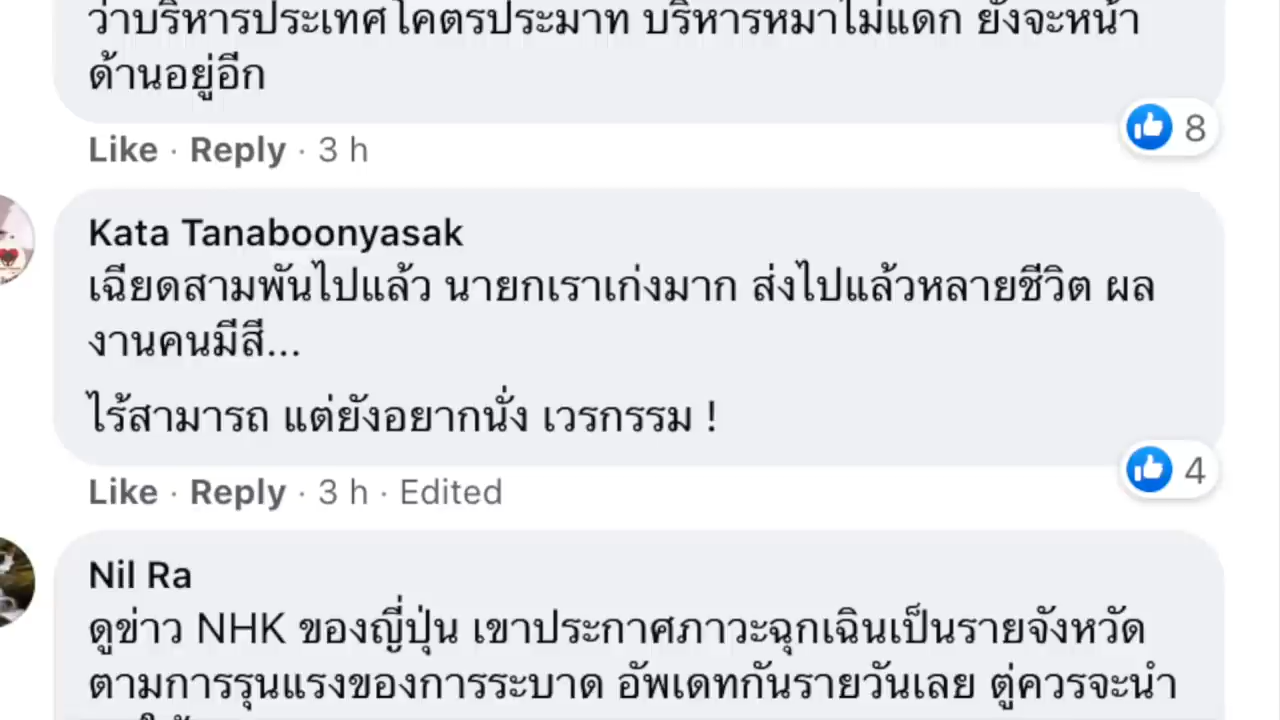 ว่าบริหารประเทศโคตรประมาท บริหารหมาไม่แดก ยังจะหน้า
ด้านอยู่อีก
8
Like · Reply · 3 h
Kata Tanaboonyasak
เฉียดสามพันไปแล้ว นายกเราเก่งมาก ส่งไปแล้วหลายชีวิต ผล
งานคนมีสี...
ไร้สามารถ แต่ยังอยากนั่ง เวรกรรม !
4
Like · Reply · 3 h · Edited
Nil Ra
ดูข่าว NHK ของญี่ปุ่น เขาประกาศภาวะฉุกเฉินเป็นรายจังหวัด
ตามการรุนแรงของการระบาด อัพเดทกันรายวันเลย ตู่ควรจะนำ